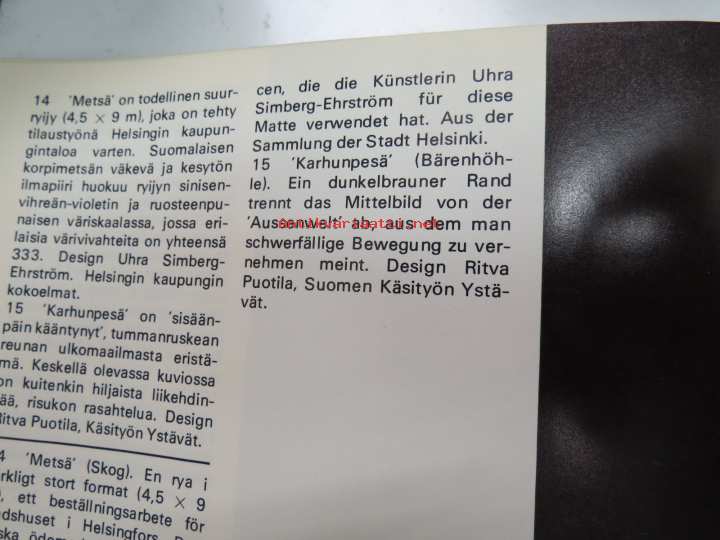 14 'Metsä' on todellinen suur-
ryijy (4,5 × 9 m), joka on tehty
tilaustyönä Helsingin kaupun-
gintaloa varten. Suomalaisen
korpimetsän väkevä ja kesytön
ilmapiiri huokuu ryijyn sinisen-
vihreän-violetin ja ruosteenpu-
naisen väriskaalassa, jossa eri-
laisia värivivahteita on yhteensä
333. Design Uhra Simberg-
Ehrström. Helsingin kaupungin
kokoelmat.
15 'Karhunpesä' on 'sisään-
päin kääntynyt', tummanruskean
reunan ulkomaailmasta eristä-
mä. Keskellä olevassa kuviossa
on kuitenkin hiljaista liikehdin-
ää, risukon rasahtelua. Design
Ritva Puotila, Käsityön Ystävät.
4 'Metsä' (Skog). En rya i
rkligt stort format (4,5 × 9
), ett beställningsarbete för
dshuset i Helsingfors.
cen, die die Künstlerin Uhra
Simberg-Ehrström für diese
Matte verwendet hat. Aus der
Sammlung der Stadt Helsinki.
15 'Karhunpesä' (Bärenhöh-
le). Ein dunkelbrauner Rand
trennt das Mittelbild von der
'Aussenwelt' ab, aus dem man
schwerfällige Bewegung zu ver-
nehmen meint. Design Ritva
Puotila, Suomen Käsityön Ystä-
vät.